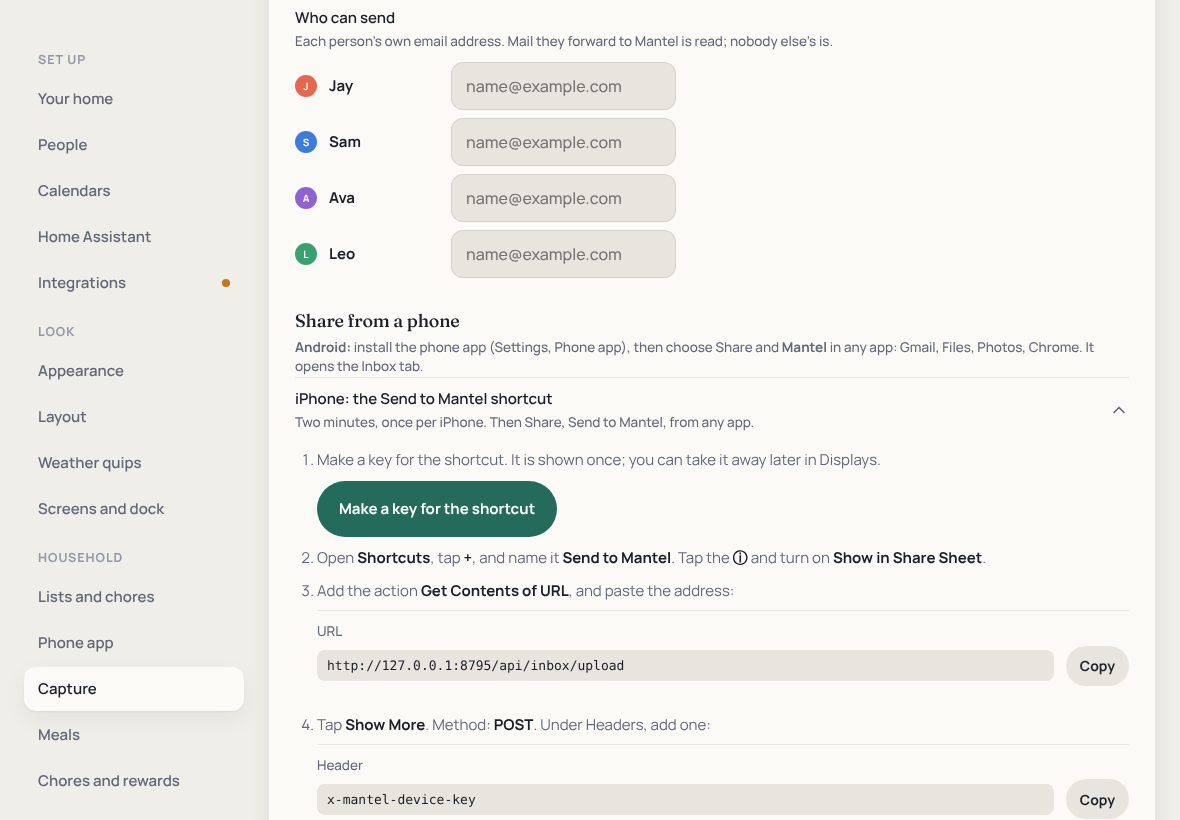 SET UP
Your home
People
Calendars
Home Assistant
Integrations
LOOK
Appearance
Layout
Weather quips
Screens and dock
HOUSEHOLD
Lists and chores
Phone app
Capture
Meals
Chores and rewards
Who can send
Each person's own email address. Mail they forward to Mantel is read; nobody else's is.
J Jay name@example.com
S Sam name@example.com
A Ava name@example.com
L Leo name@example.com
Share from a phone
Android: install the phone app (Settings, Phone app), then choose Share and Mantel in any app: Gmail, Files, Photos, Chrome. It
opens the Inbox tab.
iPhone: the Send to Mantel shortcut
Two minutes, once per iPhone. Then Share, Send to Mantel, from any app.
1. Make a key for the shortcut. It is shown once; you can take it away later in Displays.
Make a key for the shortcut
2. Open Shortcuts, tap +, and name it Send to Mantel. Tap the ⓘ and turn on Show in Share Sheet.
3. Add the action Get Contents of URL, and paste the address:
URL
http://127.0.0.1:8795/api/inbox/upload Copy
4. Tap Show More. Method: POST. Under Headers, add one:
Header
x-mantel-device-key Copy